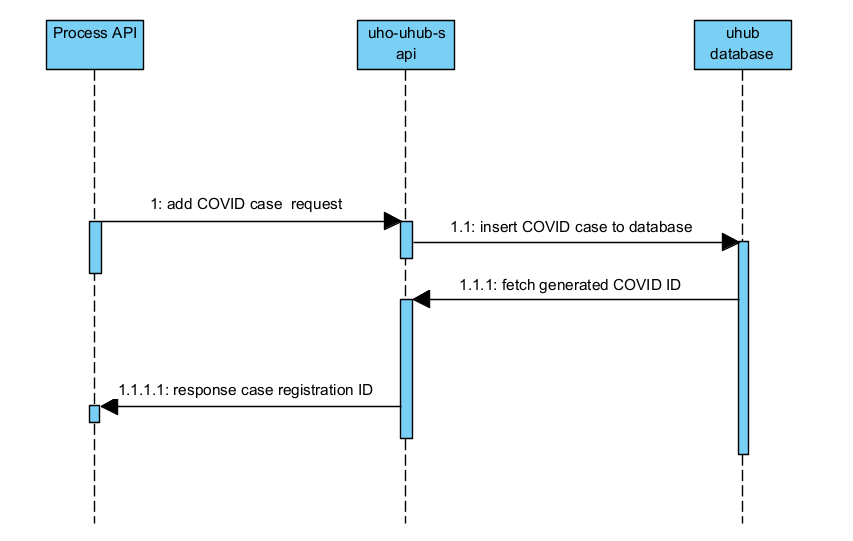 Process API
uho-uhub-s
api
uhub
database
1: add COVID case  request
1.1: insert COVID case to database
1.1.1: fetch generated COVID ID
1.1.1.1: response case registration ID